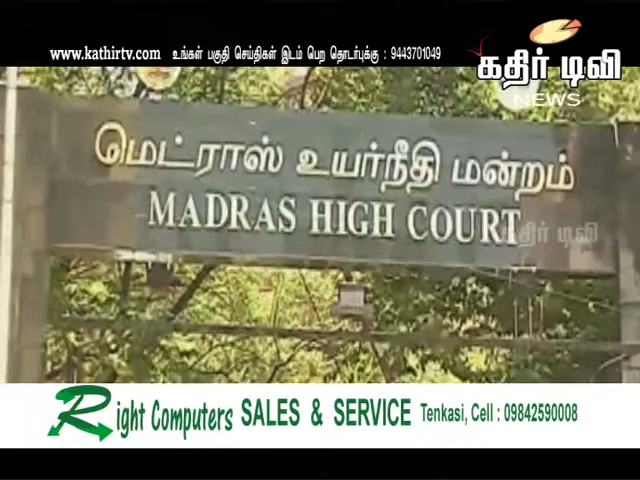 www.kathirtv.com உங்கள் பகுதி செய்திகள் இடம் பெற தொடர்புக்கு : 9443701049
கதிர் டிவி
NEWS
மெட்ராஸ் உயர்நீதி மன்றம்
MADRAS HIGH COURT
கதிர் டிவி
Right Computers SALES & SERVICE Tenkasi, Cell : 09842590008